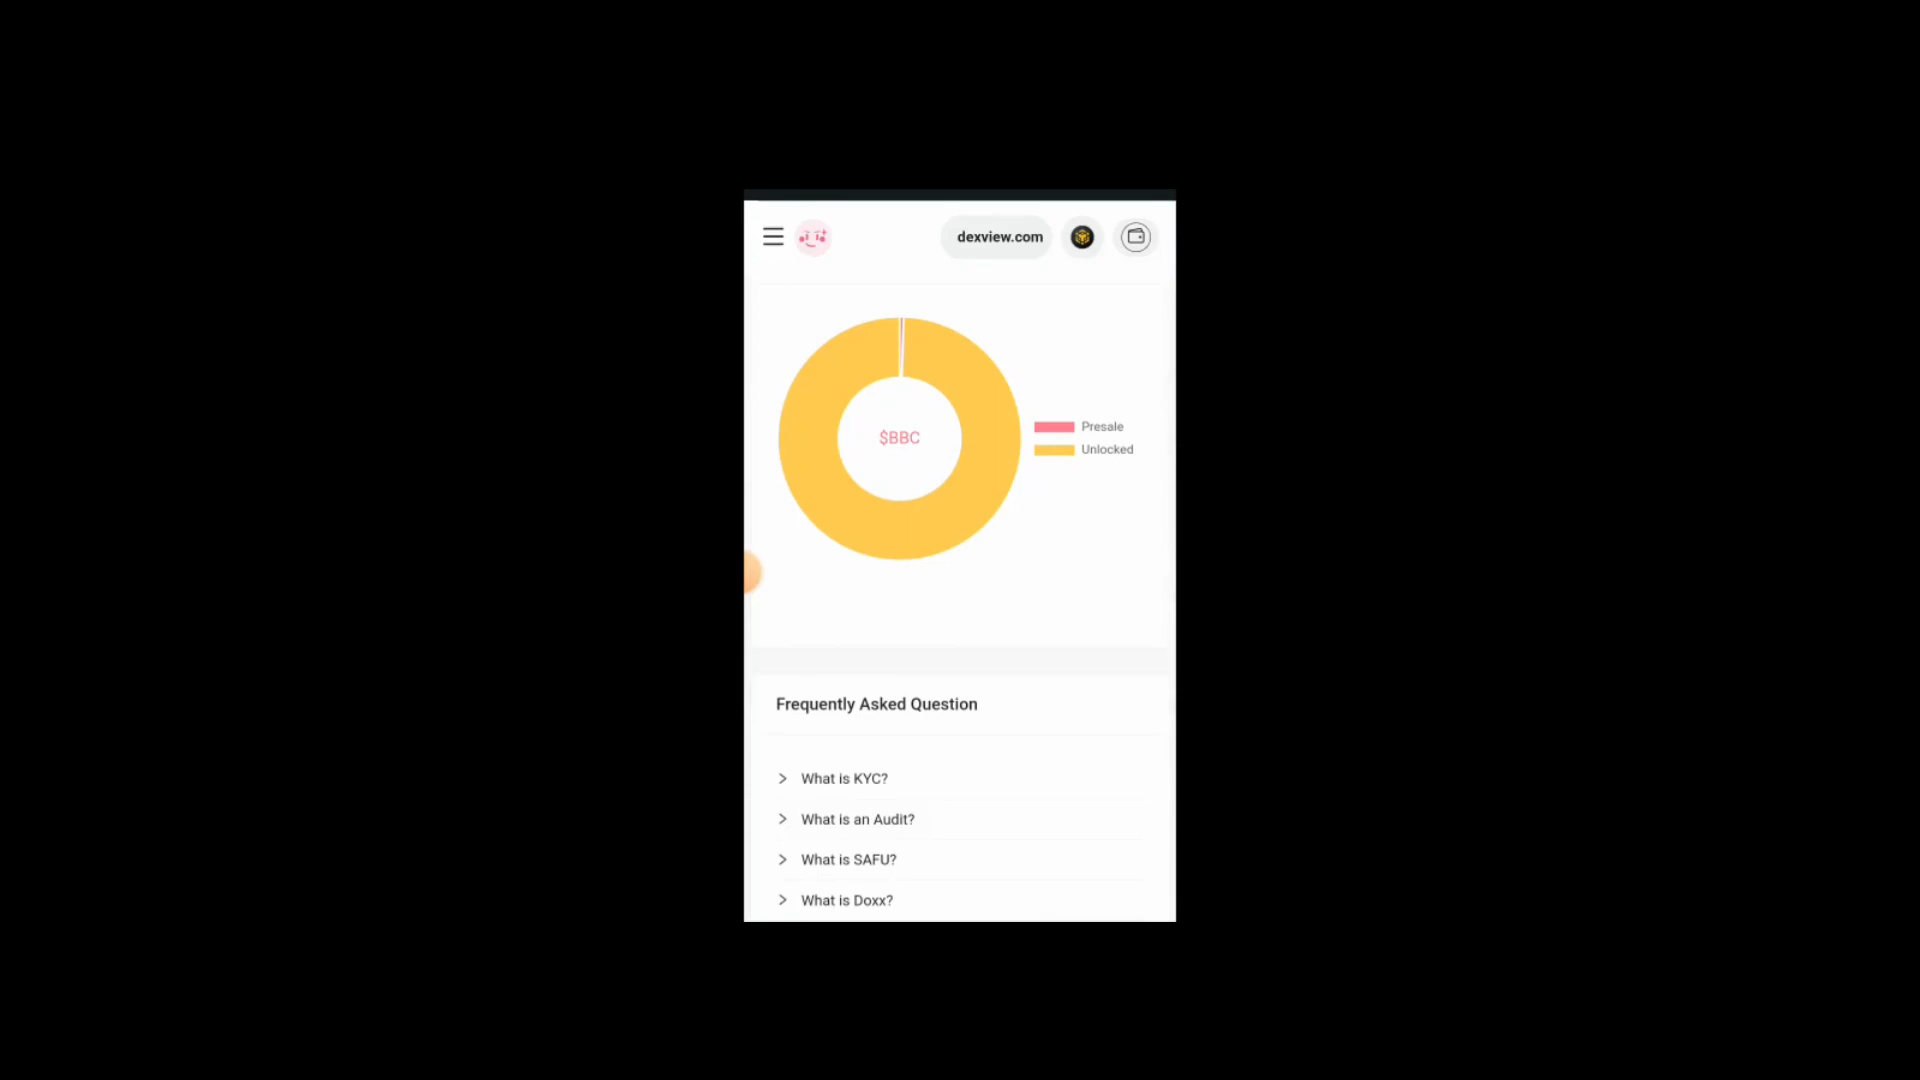 dexview.com
$BBC
Presale
Unlocked
Frequently Asked Question
What is KYC?
What is an Audit?
What is SAFU?
What is Doxx?